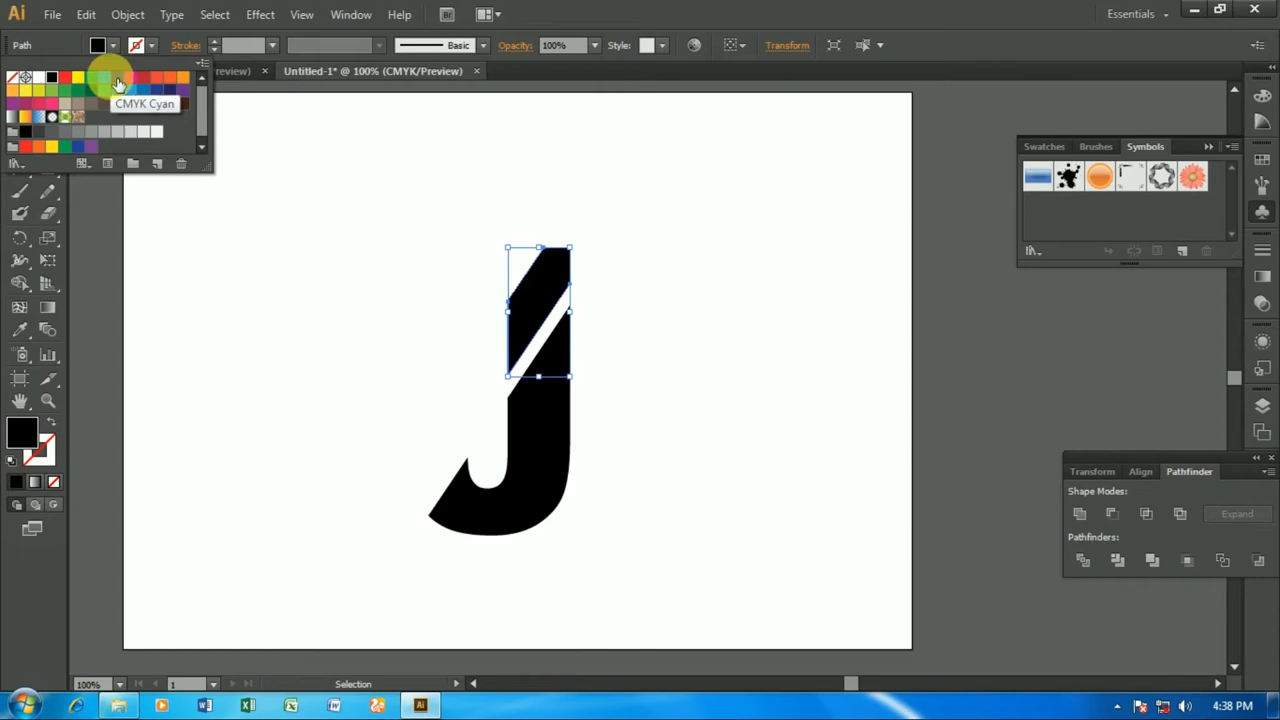 Ai File Edit Object Type Select Effect View Window Help Br Essentials
Path Stroke: Basic Opacity: 100% Style: Transform
review) × Untitled-1* @ 100% (CMYK/Preview) ×
CMYK Cyan
Swatches Brushes Symbols
J
Transform Align Pathfinder
Shape Modes:
Expand
Pathfinders:
100% 1 Selection
Ai 4:38 PM